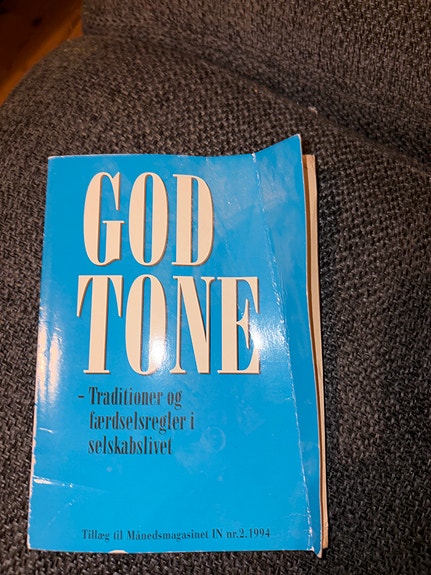 GOD
TONE
– Traditioner og
færdselsregler i
selskabslivet
Tillæg til Månedsmagasinet IN nr.2.1994